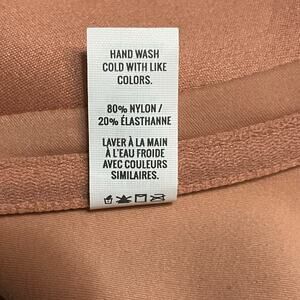 HAND WASH
COLD WITH LIKE
COLORS.
80% NYLON /
20% ÉLASTHANNE
LAVER À LA MAIN
À L'EAU FROIDE
AVEC COULEURS
SIMILAIRES.